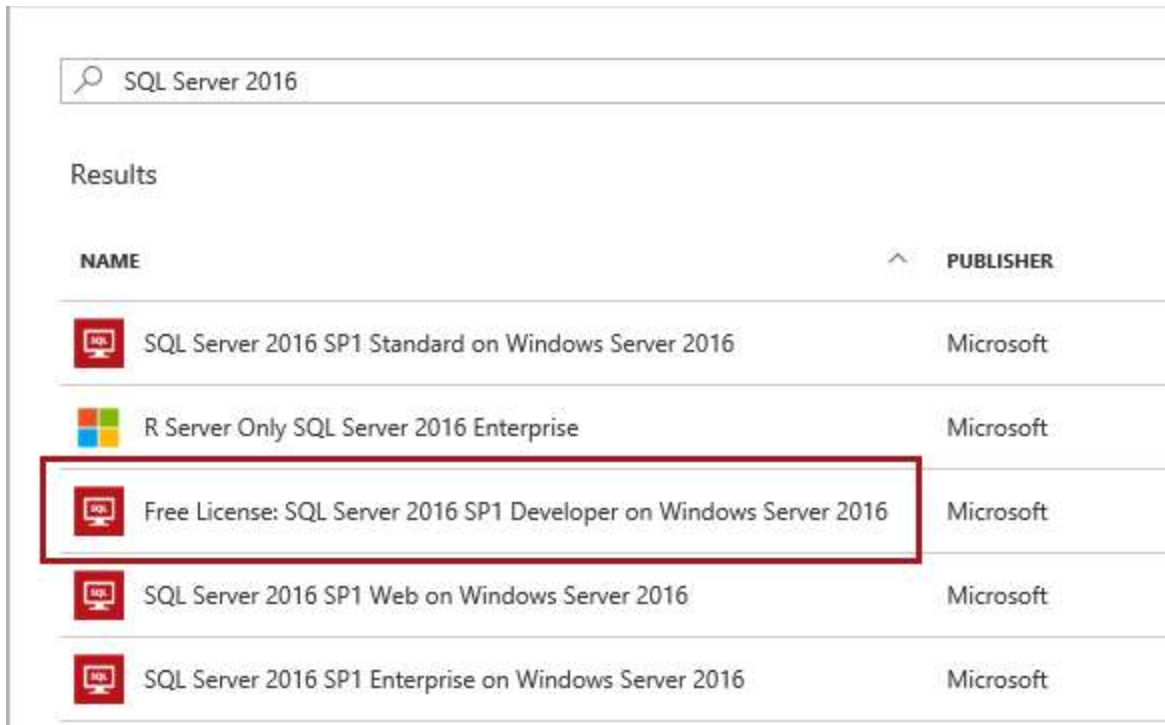 SQL Server 2016
Results
NAME PUBLISHER
SQL Server 2016 SP1 Standard on Windows Server 2016 Microsoft
R Server Only SQL Server 2016 Enterprise Microsoft
Free License: SQL Server 2016 SP1 Developer on Windows Server 2016 Microsoft
SQL Server 2016 SP1 Web on Windows Server 2016 Microsoft
SQL Server 2016 SP1 Enterprise on Windows Server 2016 Microsoft